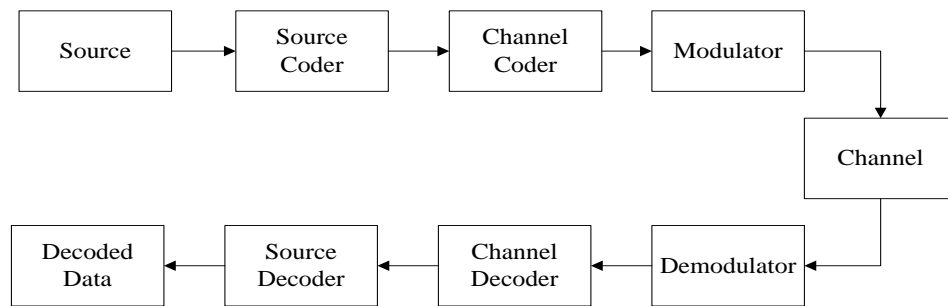 Source
Source
Coder
Channel
Coder
Modulator
Channel
Decoded
Data
Source
Decoder
Channel
Decoder
Demodulator